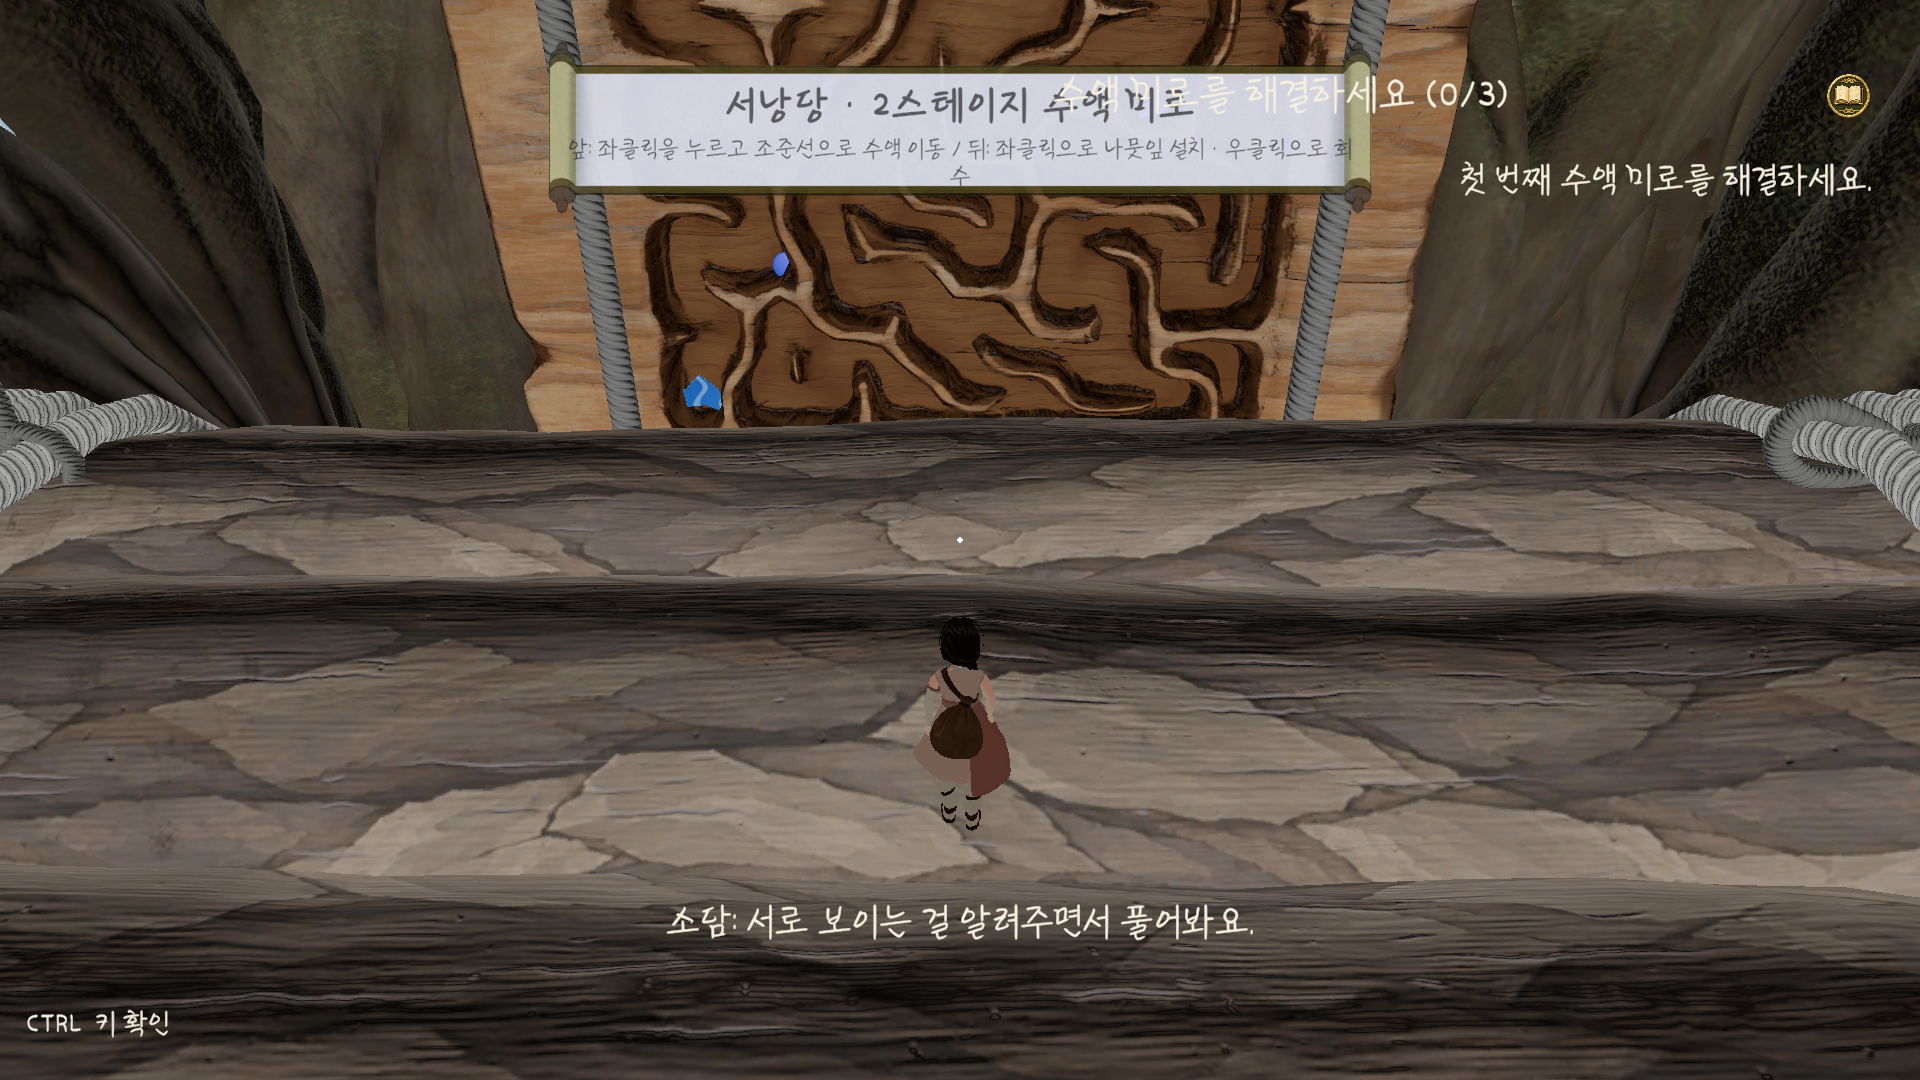 서낭당 · 2스테이지 수액 미로
수액 미로를 해결하세요 (0/3)
앞: 좌클릭을 누르고 조준선으로 수액 이동 / 뒤: 좌클릭으로 나뭇잎 설치 · 우클릭으로 회
수
첫 번째 수액 미로를 해결하세요.
소담: 서로 보이는 걸 알려주면서 풀어봐요.
CTRL 키 확인